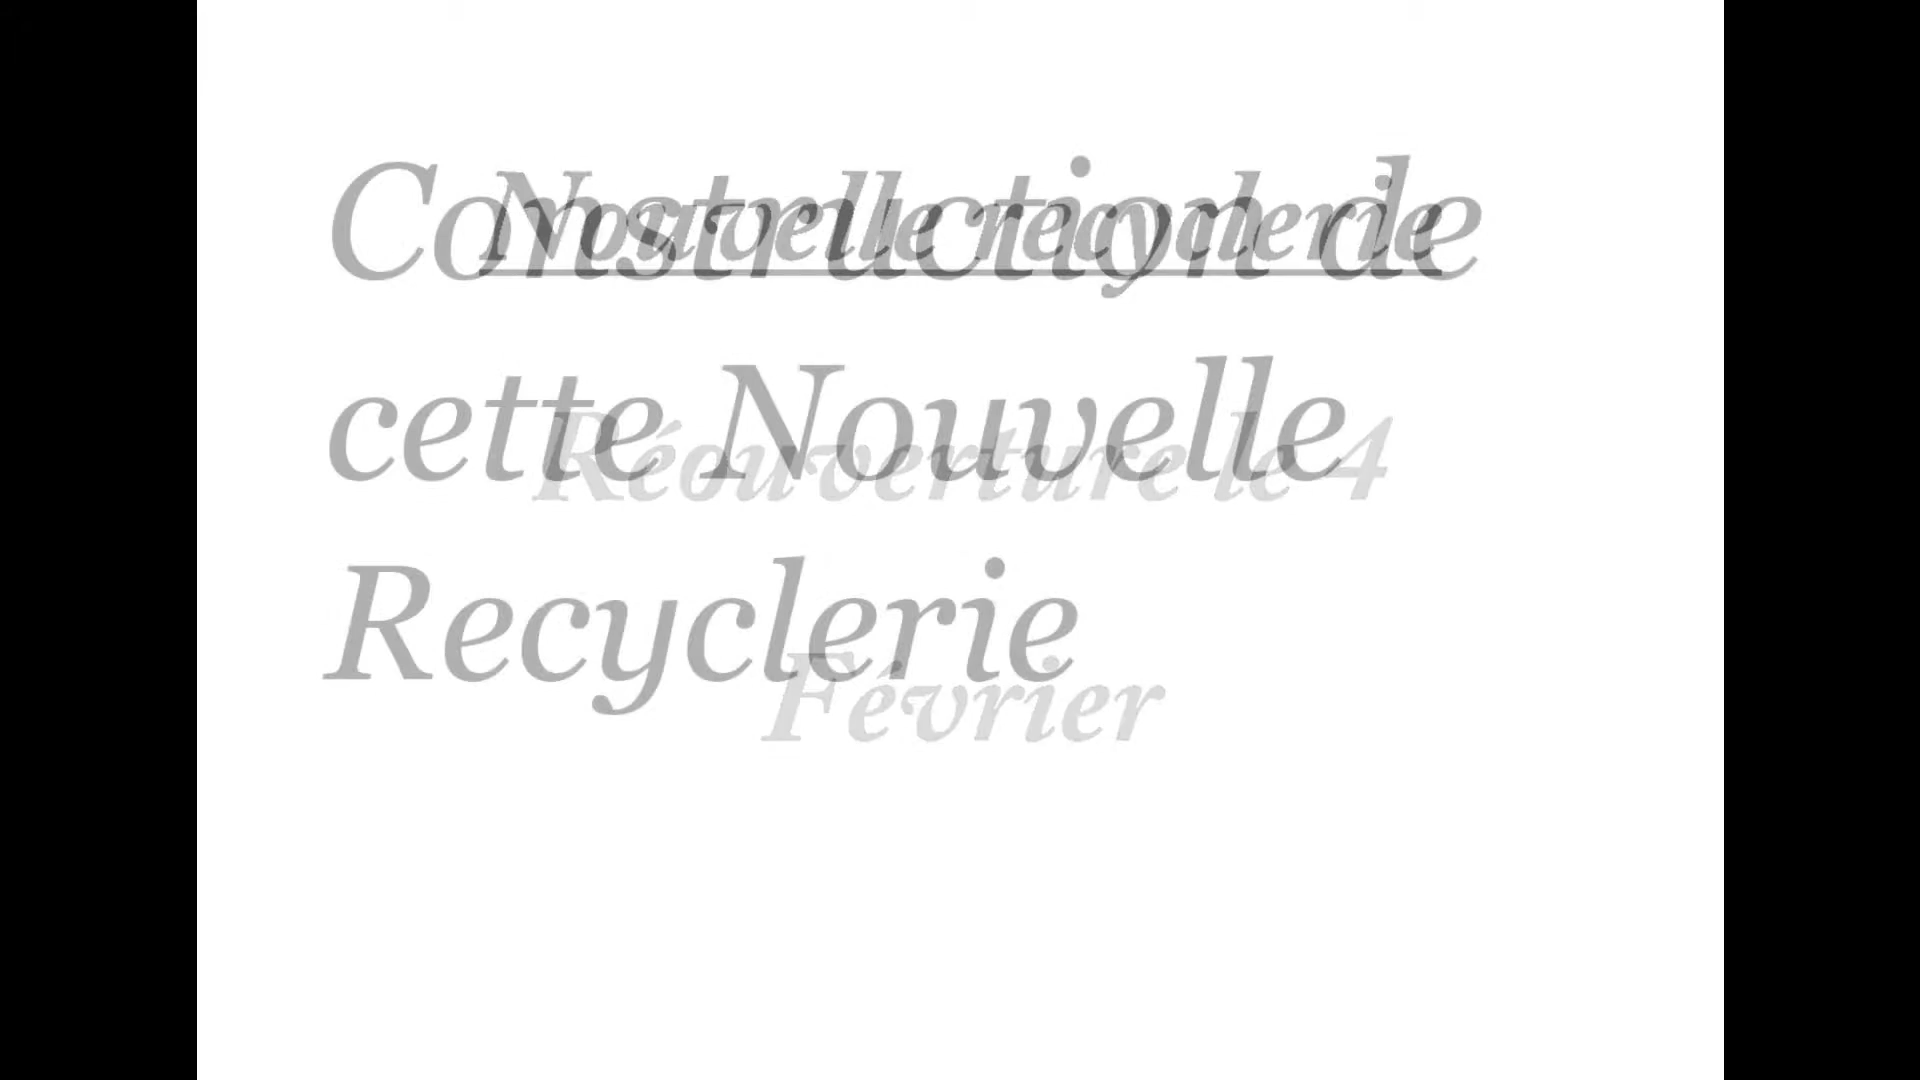 Construction de
cette Nouvelle
Recyclerie
Nouvelle recyclerie
Réouverture le 4
Février